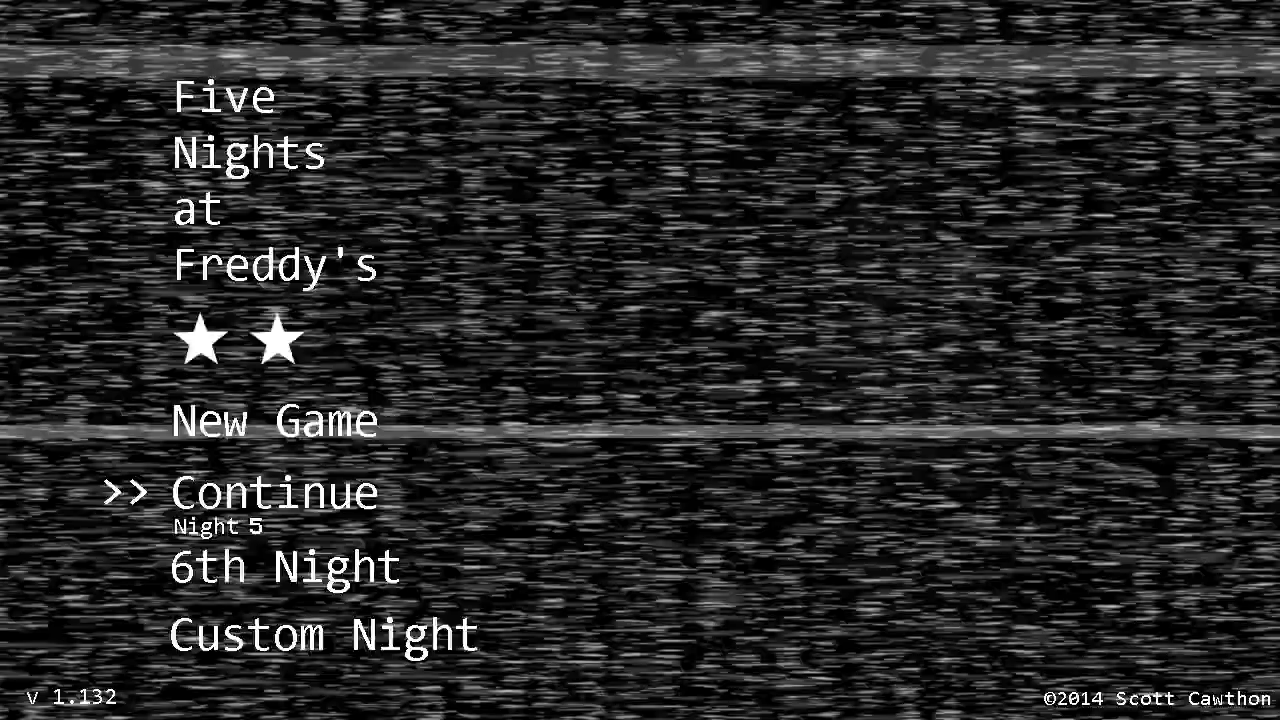 Five
Nights
at
Freddy's
New Game
>> Continue
Night 5
6th Night
Custom Night
v 1.132
©2014 Scott Cawthon